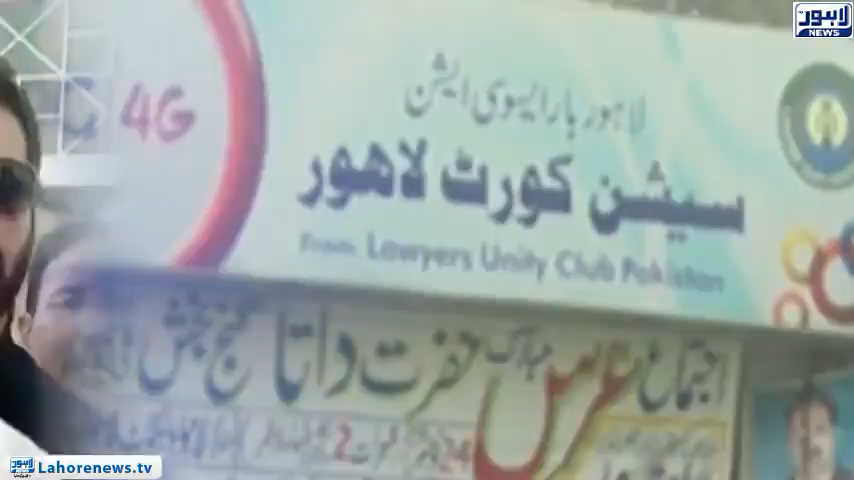 لاہور
NEWS
4G
لاہور بار ایسوسی ایشن
سیشن کورٹ لاہور
From Lawyers Unity Club Pakistan
اجتماع عرس مبارک حضرت داتا گنج بخش
2
Lahorenews.tv